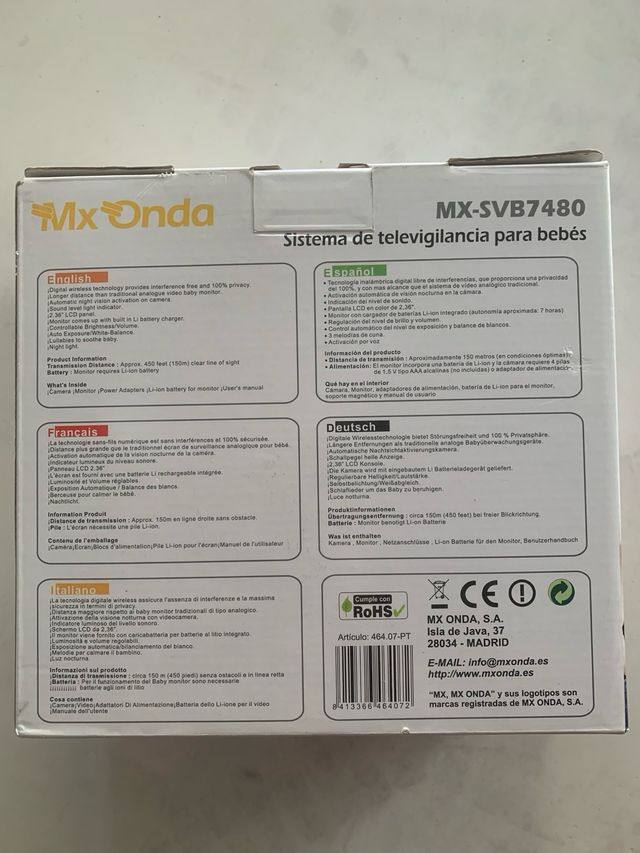 Mx Onda
MX-SVB7480
Sistema de televigilancia para bebés
English
¡Digital wireless technology provides interference free and 100% privacy.
¡Longer distance than traditional analogue video baby monitor.
¡Automatic night vision activation on camera.
¡Sound level light indicator.
¡2.36" LCD panel.
¡Monitor comes up with built in Li battery charger.
¡Controllable Brightness/Volume.
¡Auto Exposure/White-Balance.
¡Lullabies to soothe baby.
¡Night light.
Product Information
Transmission Distance : Approx. 450 feet (150m) clear line of sight
Battery : Monitor requires Li-ion battery
What's Inside
¡Camera ¡Monitor ¡Power Adapters ¡Li-ion battery for monitor ¡User's manual
Español
• Tecnología inalámbrica digital libre de interferencias, que proporciona una privacidad
del 100%, y con mas alcance que el sistema de vídeo analógico tradicional.
• Activación automática de visión nocturna en la cámara.
• Indicación del nivel de sonido.
• Pantalla LCD en color de 2,36".
• Monitor con cargador de baterías Li-ion integrado (autonomía aproximada: 7 horas)
• Regulación del nivel de brillo y volumen.
• Control automático del nivel de exposición y balance de blancos.
• 3 melodías de cuna.
• Activación por voz
Información del producto
• Distancia de transmisión : Aproximadamente 150 metros (en condiciones óptimas)
• Alimentación: El monitor incorpora una batería de Li-ion y la cámara requiere 4 pilas
de 1,5 V tipo AAA alcalinas (no incluidas) o adaptador de alimentación
Qué hay en el interior
Cámara, Monitor, adaptadores de alimentación, batería de Li-ion para el monitor,
soporte magnético y manual de usuario
Français
¡La technologie sans-fils numérique est sans interférences et 100% sécurisée.
¡Distance plus grande que le traditionnel écran de surveillance analogique pour bébé.
¡Activation automatique de la vision nocturne de la caméra.
¡Indicateur lumineux du niveau sonore.
¡Panneau LCD 2.36"
¡L'écran est fourni avec une batterie Li rechargeable intégrée.
¡Luminosité et Volume réglables.
¡Exposition Automatique / Balance des blancs.
¡Berceuse pour calmer le bébé.
¡Nachtlicht.
Information Produit
¡Distance de transmission : Approx. 150m en ligne droite sans obstacle.
¡Pile : L'écran nécessite une pile Li-ion.
Contenu de l'emballage
¡Caméra¡Ecran¡Blocs d'alimentation¡Pile Li-ion pour l'écran¡Manuel de l'utilisateur
Deutsch
¡Digitale Wirelesstechnologie bietet Störungsfreiheit und 100 % Privatsphäre.
¡Längere Entfernungen als traditionelle analoge Babyüberwachungsgeräte.
¡Automatische Nachtsichtaktivierungskamera.
¡Schallpegel helle Anzeige.
¡2.36" LCD Konsole.
¡Die Kamera wird mit eingebautem Li Batterieladegerät geliefert.
¡Regulierbare Helligkeit/Lautstärke.
¡Selbstbelichtung/Weißabgleich.
¡Schlaflieder um das Baby zu beruhigen.
¡Luce notturna.
Produktinformationen
Übertragungsentfernung : circa 150m (450 feet) bei freier Blickrichtung.
Batterie : Monitor benotigt Li-on Batterie
Was ist enthalten
Kamera , Monitor , Netzanschlüsse , Li-on Batterie für den Monitor, Benutzerhandbuch
Italiano
¡La tecnologia digitale wireless assicura l'assenza di interferenze e la massima
¡sicurezza in termini di privacy.
¡Distanza maggiore rispetto ai baby monitor tradizionali di tipo analogico.
¡Attivazione della visione notturna con videocamera.
¡Indicatore luminoso del livello sonoro.
¡Schermo LCD da 2.36".
¡Il monitor viene fornito con caricabatteria per batterie al litio integrato.
¡Luminosità e volume regolabili.
¡Esposizione automatica/bilanciamento del bianco.
¡Melodie per calmare il bambino.
¡Luz nocturna.
Informazioni sul prodotto
¡Distanza di trasmissione : circa 150 m (450 piedi) senza ostacoli e in linea retta
¡Batteria : Per il funzionamento del Baby monitor sono necessarie
¡¡¡¡¡¡¡¡¡¡¡¡ batterie agli ioni di litio
Cosa contiene
¡Camera¡Video¡Adattatori Di Alimentazione¡Batteria dello Li-ione per il video
¡Manuale dell'utente
Cumple con
RoHS
CE
Artículo: 464.07-PT
8413366 464072
MX ONDA, S.A.
Isla de Java, 37
28034 - MADRID
E-MAIL: info@mxonda.es
http://www.mxonda.es
"MX, MX ONDA" y sus logotipos son
marcas registradas de MX ONDA, S.A.